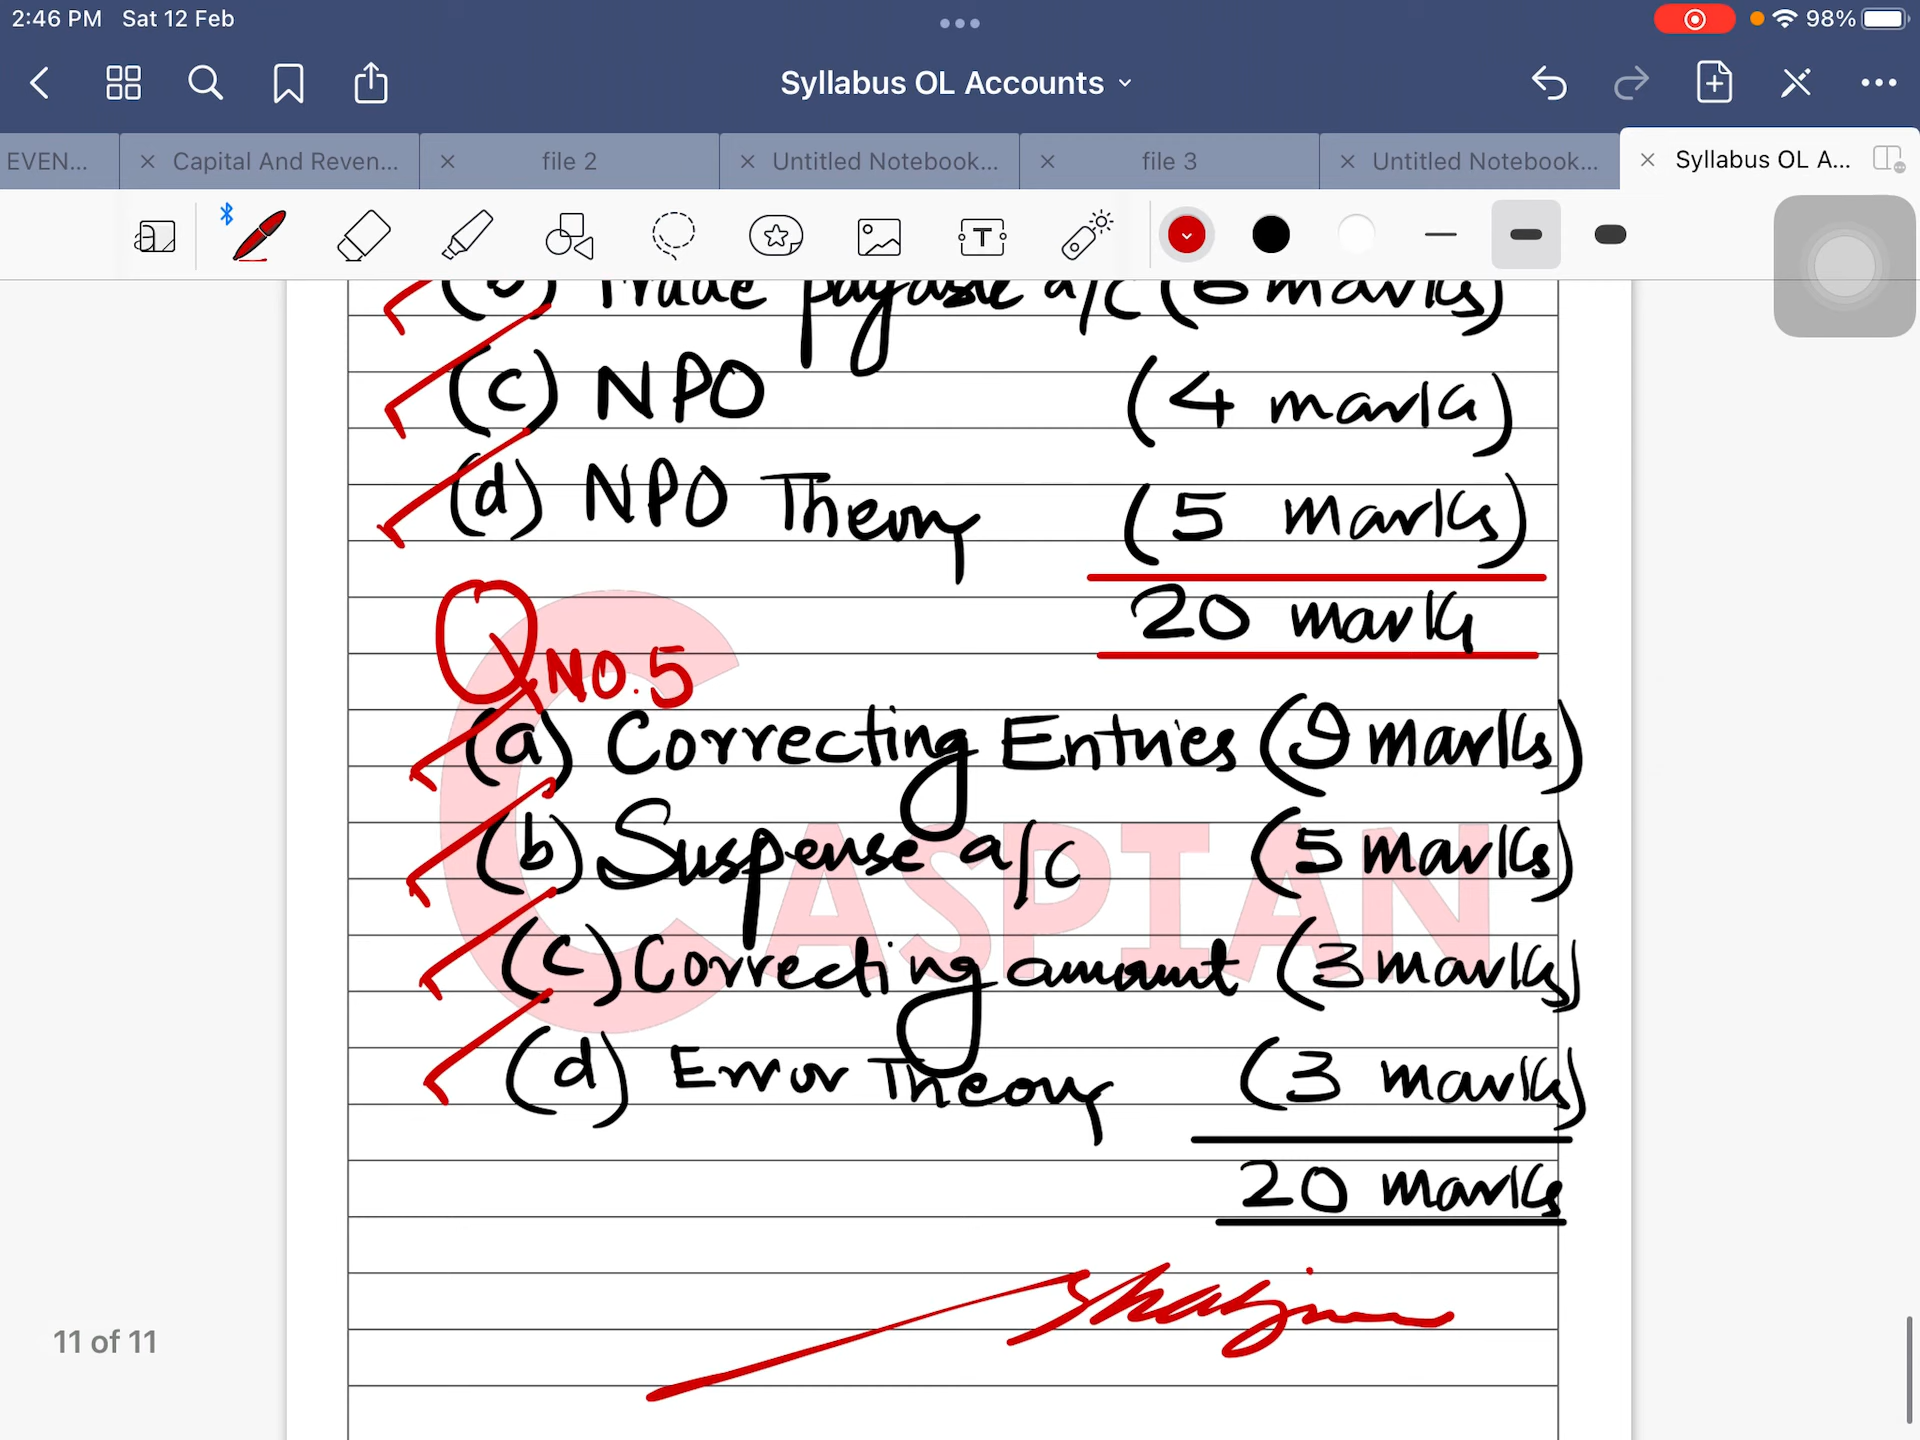 2:46 PM Sat 12 Feb 98%
Syllabus OL Accounts
EVEN... Capital And Reven... file 2 Untitled Notebook... file 3 Untitled Notebook... Syllabus OL A...
Trade payable a/c (6 marks)
(c) NPO (4 marks)
(d) NPO Theory (5 marks)
20 marks
Q NO.5
(a) Correcting Entries (9 marks)
(b) Suspense a/c (5 marks)
(c) Correcting amount (3 marks)
(d) Error Theory (3 marks)
20 marks
CASPIAN
11 of 11